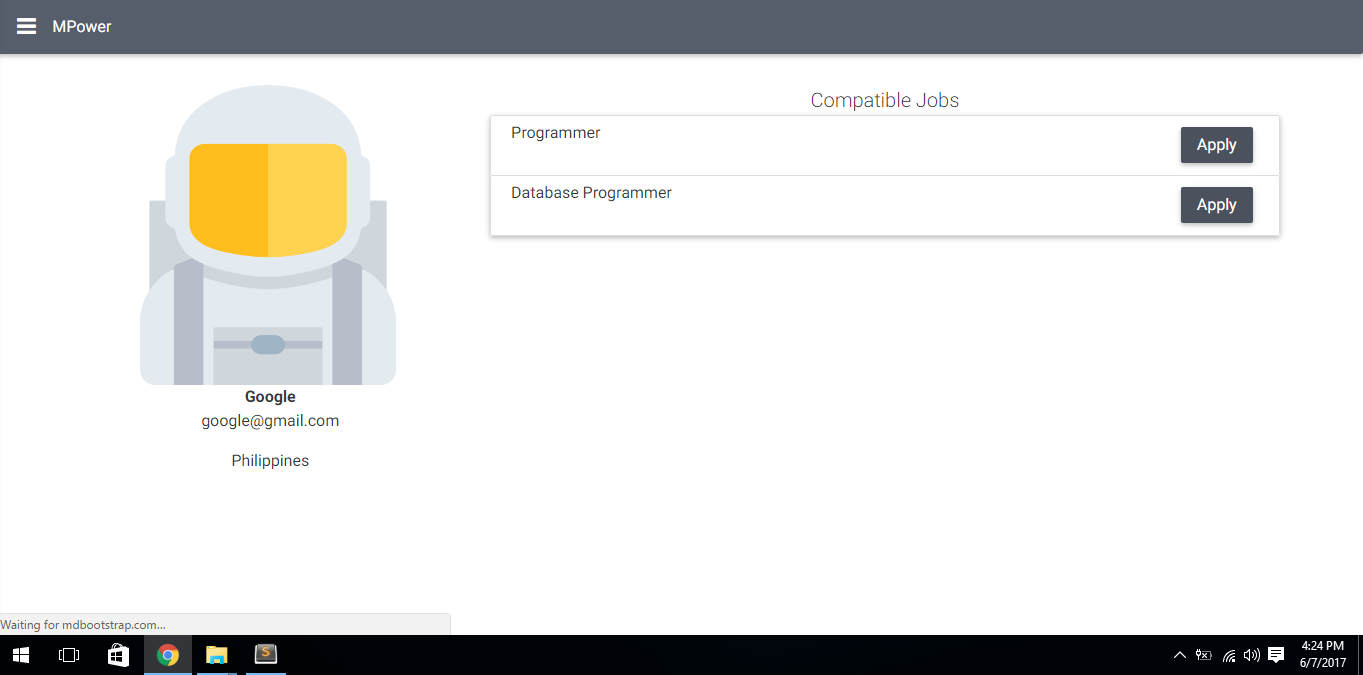 MPower
Compatible Jobs
Programmer
Apply
Database Programmer
Apply
Google
google@gmail.com
Philippines
Waiting for mdbootstrap.com...
S
4:24 PM
6/7/2017